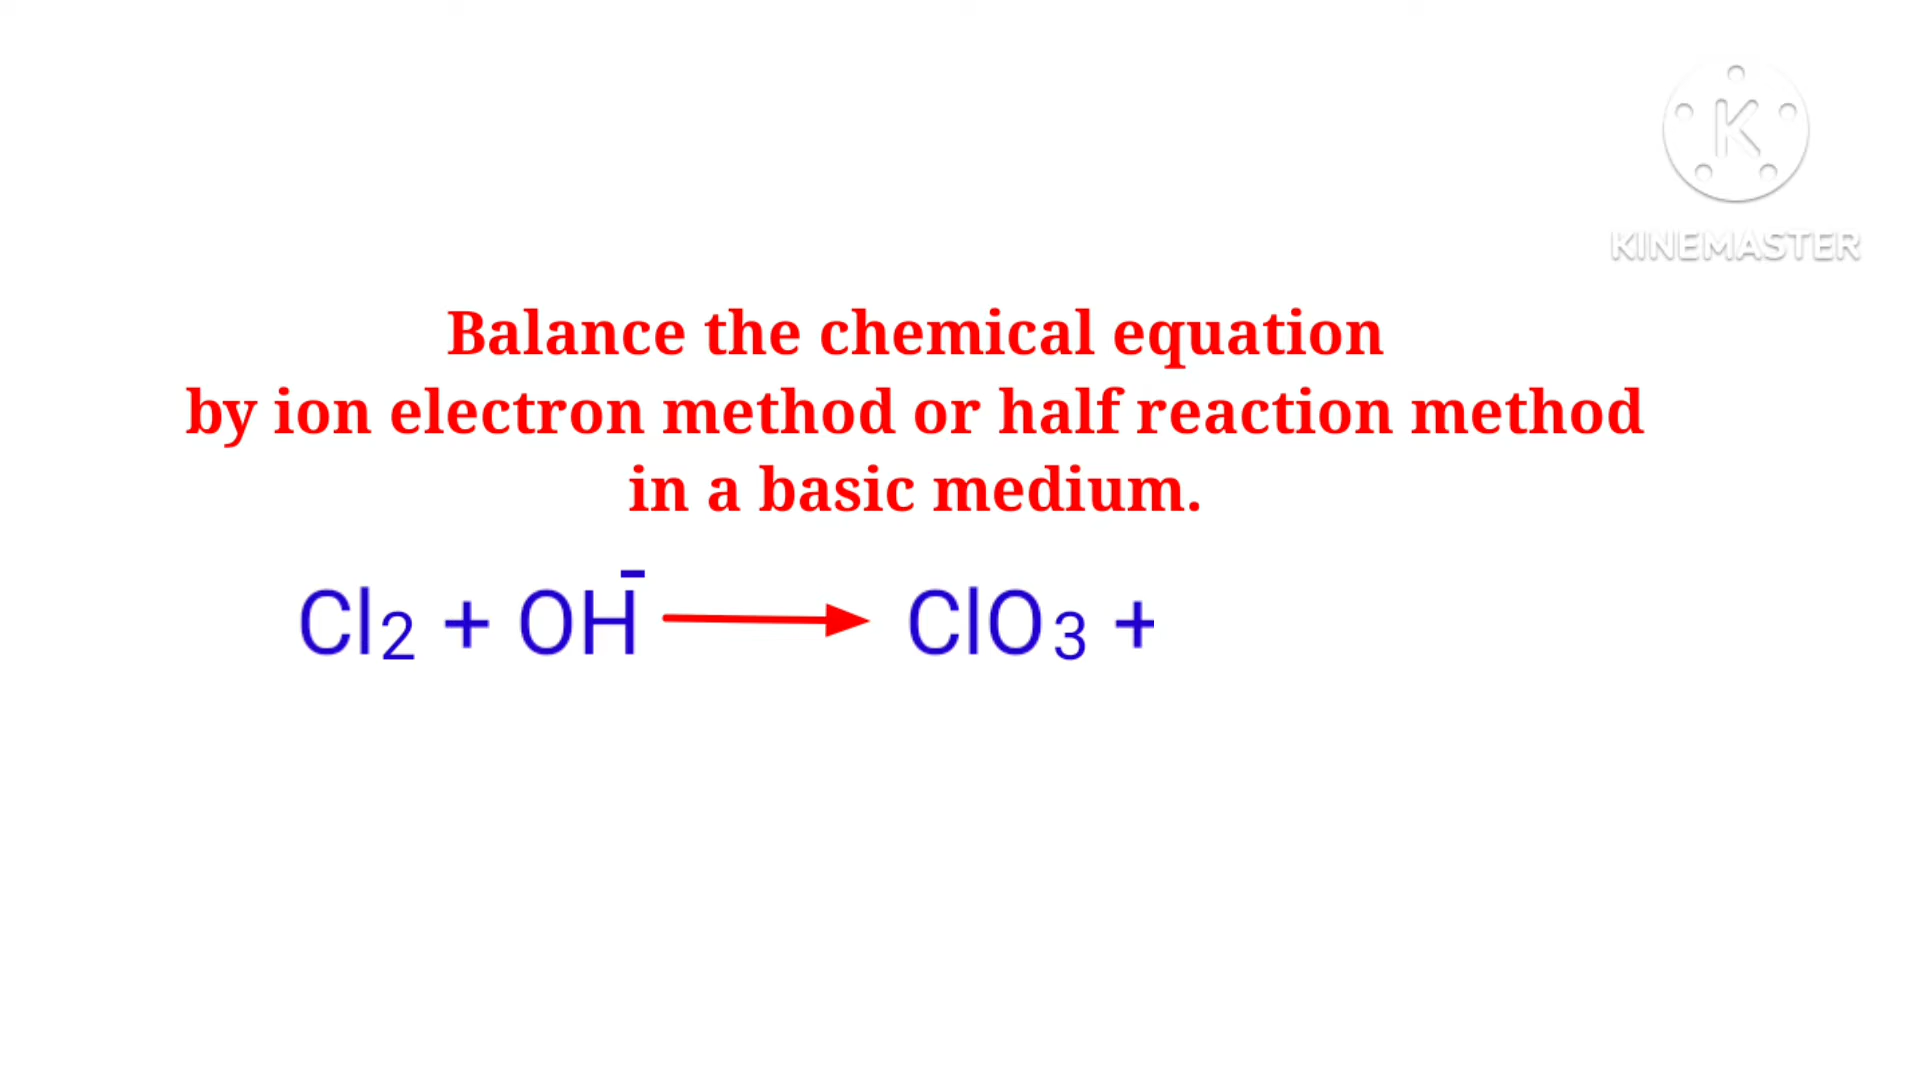 K
KINEMASTER
Balance the chemical equation
by ion electron method or half reaction method
in a basic medium.
Cl₂ + OH⁻ → ClO₃ +